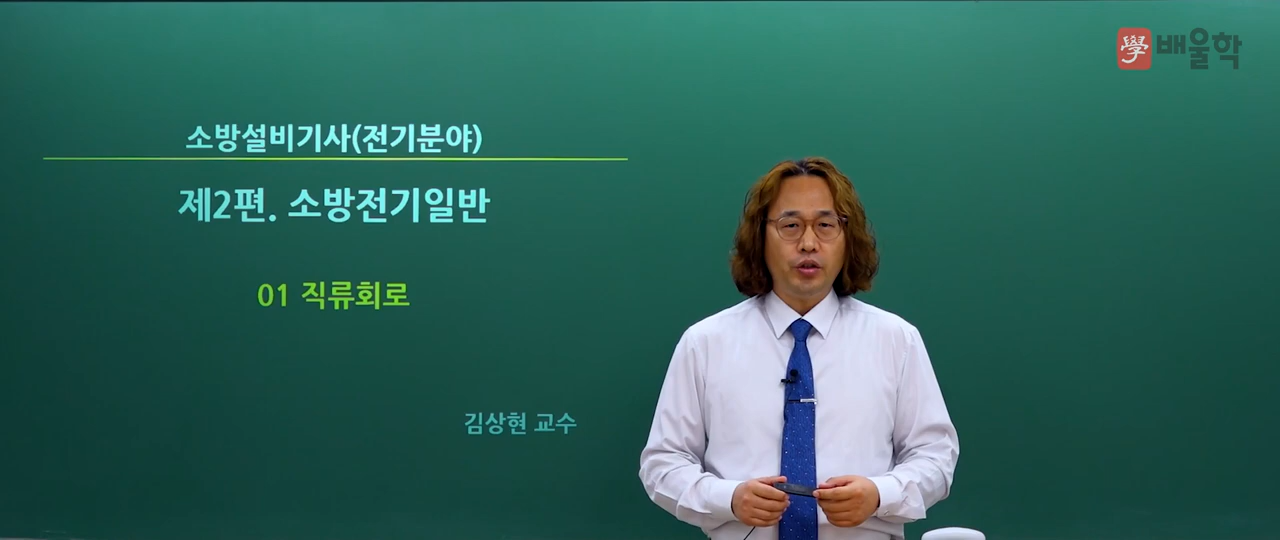 學 배울학
소방설비기사(전기분야)
제2편. 소방전기일반
01 직류회로
김상현 교수